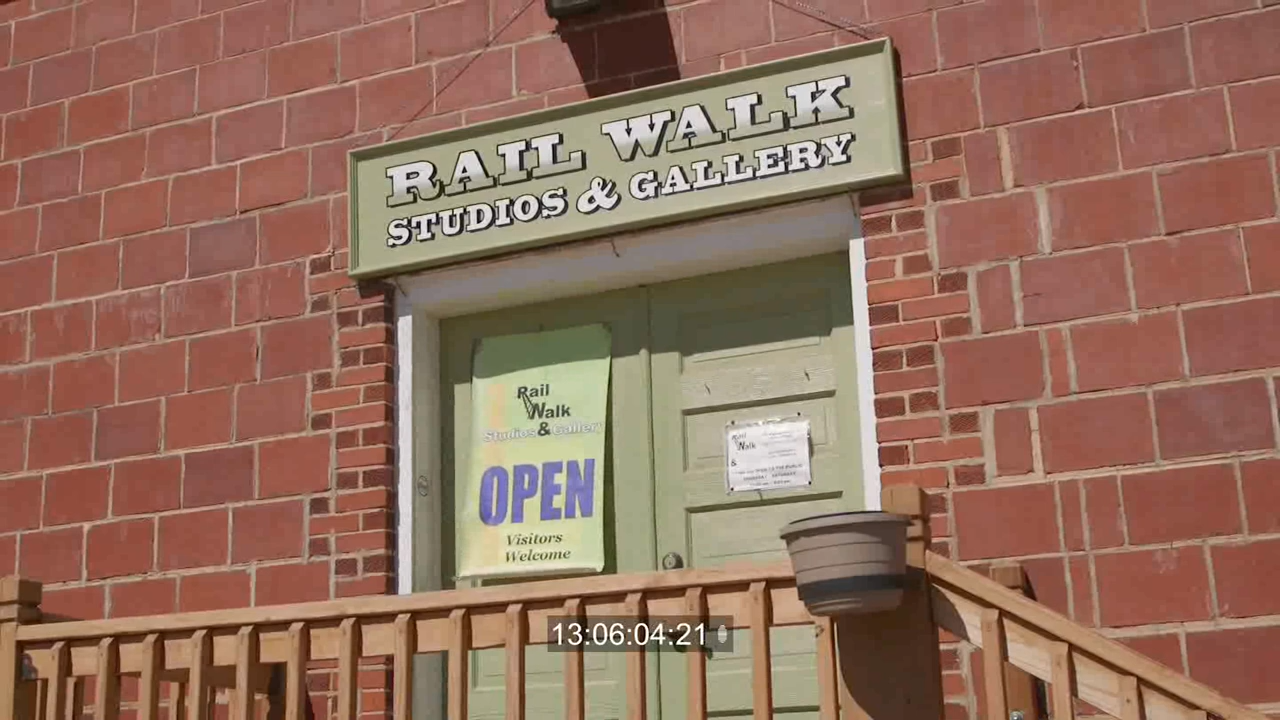 RAIL WALK
STUDIOS & GALLERY
Rail
Walk
Studios & Gallery
OPEN
Visitors
Welcome
Rail
Walk
&
13:06:04:21